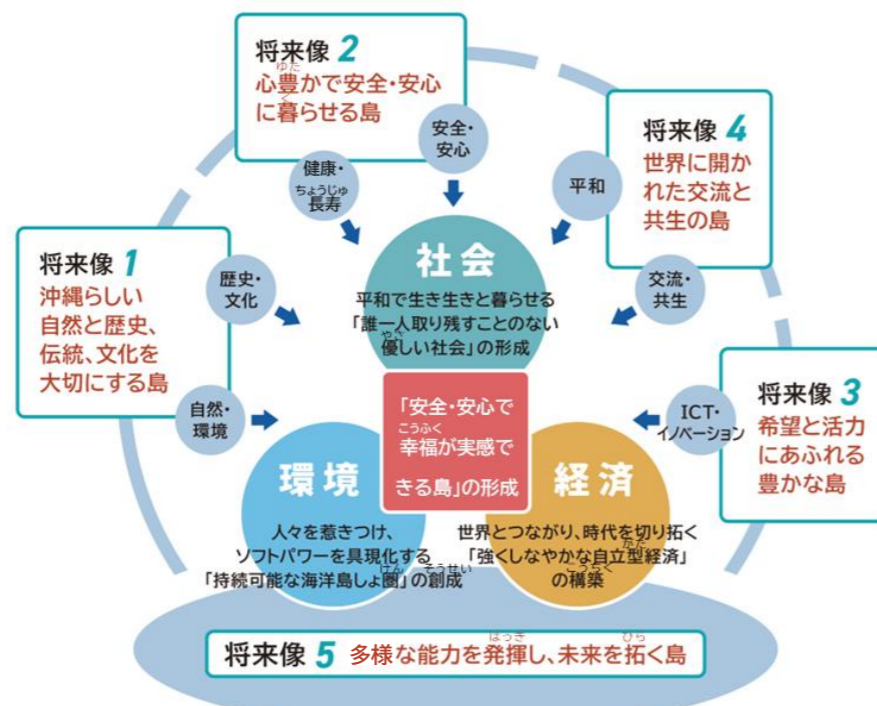 将来像 1
沖縄らしい
自然と歴史、
伝統、文化を
大切にする島
将来像 2
ゆた
心豊かで安全・安心
く
に暮らせる島
将来像 4
世界に開か
れた交流と
共生の島
将来像 3
希望と活力
にあふれる
豊かな島
自然・
環境
歴史・
文化
健康・
ちょうじゅ
長寿
安全・
安心
平和
交流・
共生
ICT・
イノベーション
社会
平和で生き生きと暮らせる
「誰一人取り残すことのない
やさ
優しい社会」の形成
「安全・安心で
こうふく
幸福が実感で
きる島」の形成
環境
人々を惹きつけ、
ソフトパワーを具現化する
けん そうせい
「持続可能な海洋島しょ圏」の創成
経済
世界とつながり、時代を切り拓く
がた
「強くしなやかな自立型経済」
こうちく
の構築
はっき ひら
将来像 5 多様な能力を発揮し、未来を拓く島